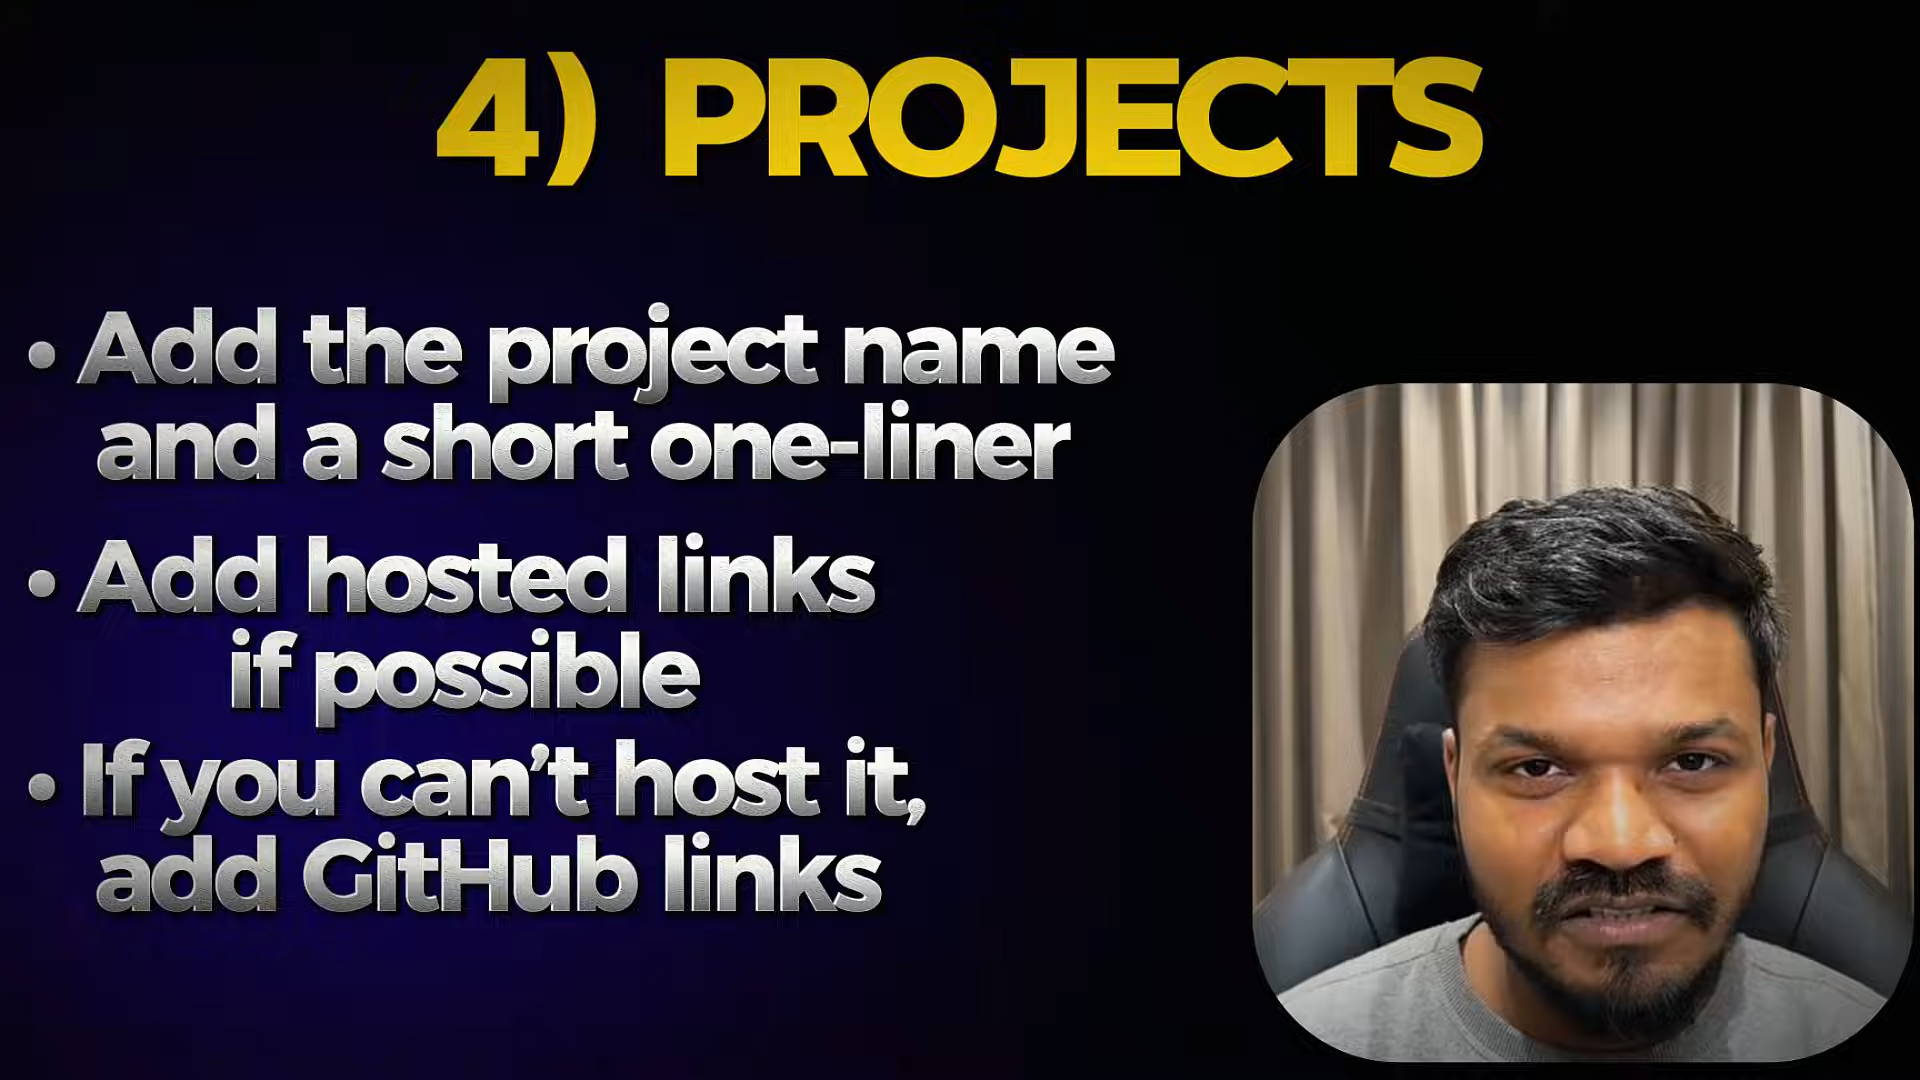 4) PROJECTS
• Add the project name
and a short one-liner
• Add hosted links
if possible
• If you can’t host it,
add GitHub links